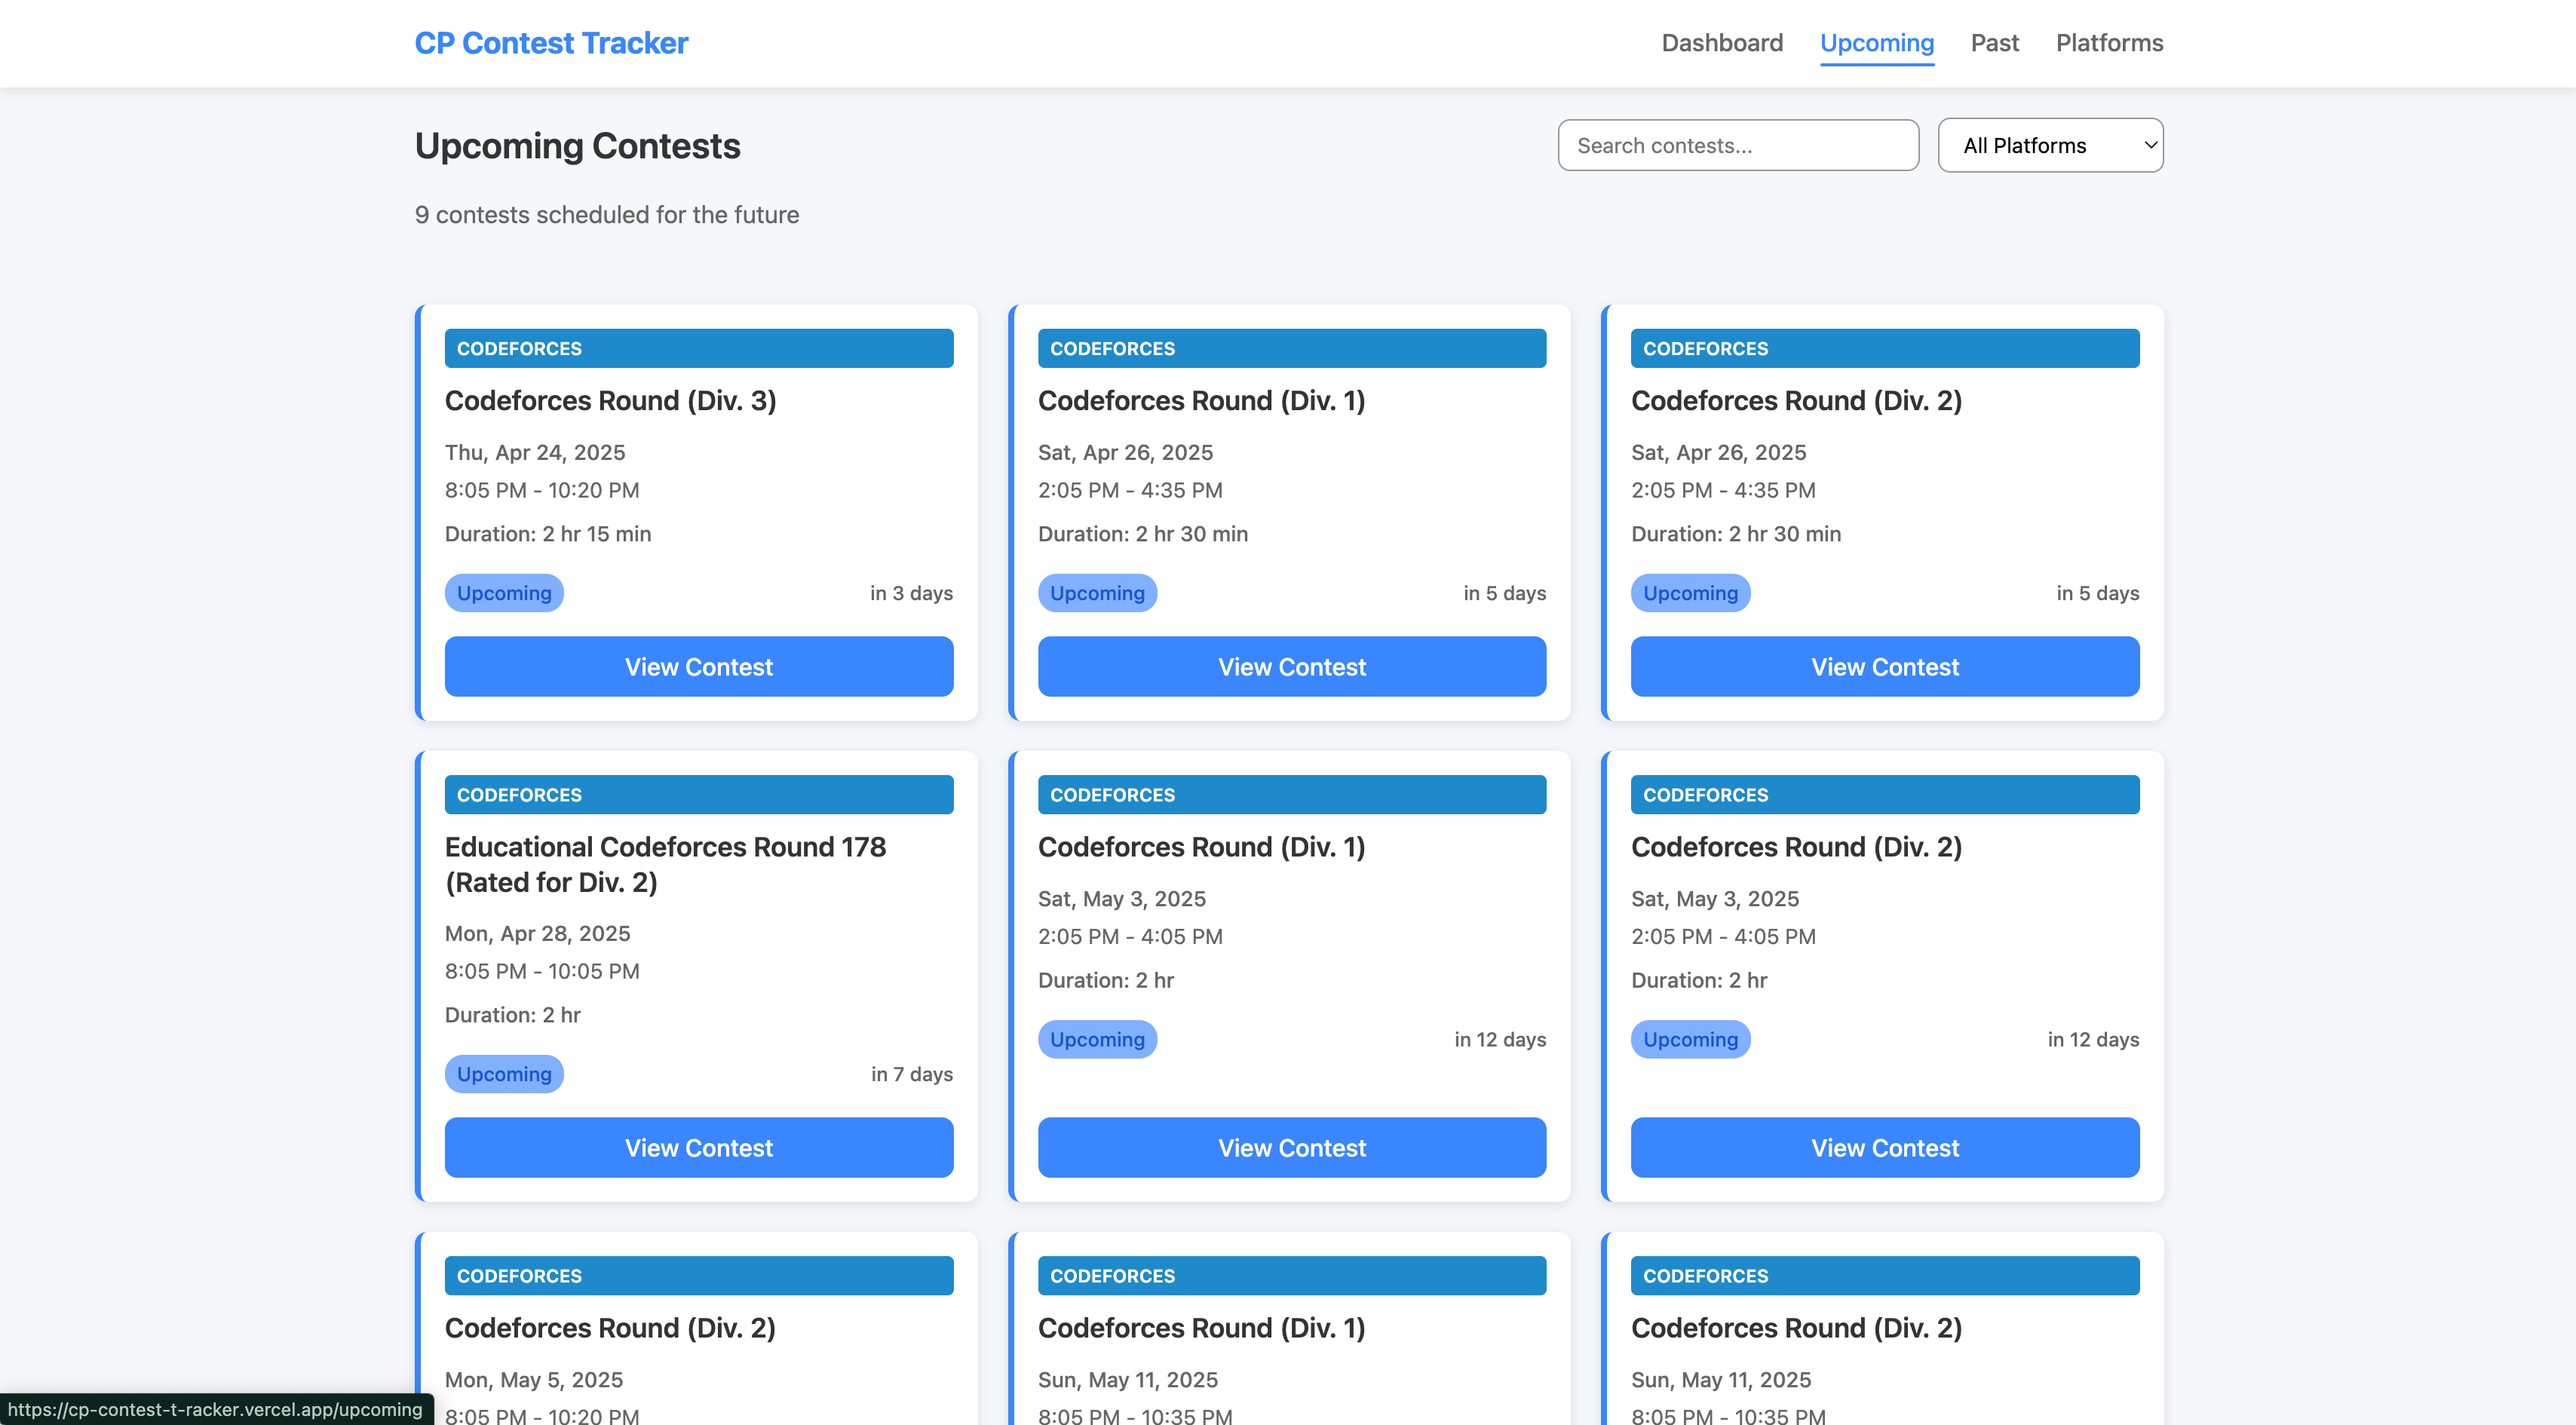 CP Contest Tracker
Dashboard
Upcoming
Past
Platforms
Upcoming Contests
Search contests...
All Platforms
9 contests scheduled for the future
CODEFORCES
Codeforces Round (Div. 3)
Thu, Apr 24, 2025
8:05 PM - 10:20 PM
Duration: 2 hr 15 min
Upcoming
in 3 days
View Contest
CODEFORCES
Codeforces Round (Div. 1)
Sat, Apr 26, 2025
2:05 PM - 4:35 PM
Duration: 2 hr 30 min
Upcoming
in 5 days
View Contest
CODEFORCES
Codeforces Round (Div. 2)
Sat, Apr 26, 2025
2:05 PM - 4:35 PM
Duration: 2 hr 30 min
Upcoming
in 5 days
View Contest
CODEFORCES
Educational Codeforces Round 178
(Rated for Div. 2)
Mon, Apr 28, 2025
8:05 PM - 10:05 PM
Duration: 2 hr
Upcoming
in 7 days
View Contest
CODEFORCES
Codeforces Round (Div. 1)
Sat, May 3, 2025
2:05 PM - 4:05 PM
Duration: 2 hr
Upcoming
in 12 days
View Contest
CODEFORCES
Codeforces Round (Div. 2)
Sat, May 3, 2025
2:05 PM - 4:05 PM
Duration: 2 hr
Upcoming
in 12 days
View Contest
CODEFORCES
Codeforces Round (Div. 2)
Mon, May 5, 2025
8:05 PM - 10:20 PM
CODEFORCES
Codeforces Round (Div. 1)
Sun, May 11, 2025
8:05 PM - 10:35 PM
CODEFORCES
Codeforces Round (Div. 2)
Sun, May 11, 2025
8:05 PM - 10:35 PM
https://cp-contest-t-racker.vercel.app/upcoming